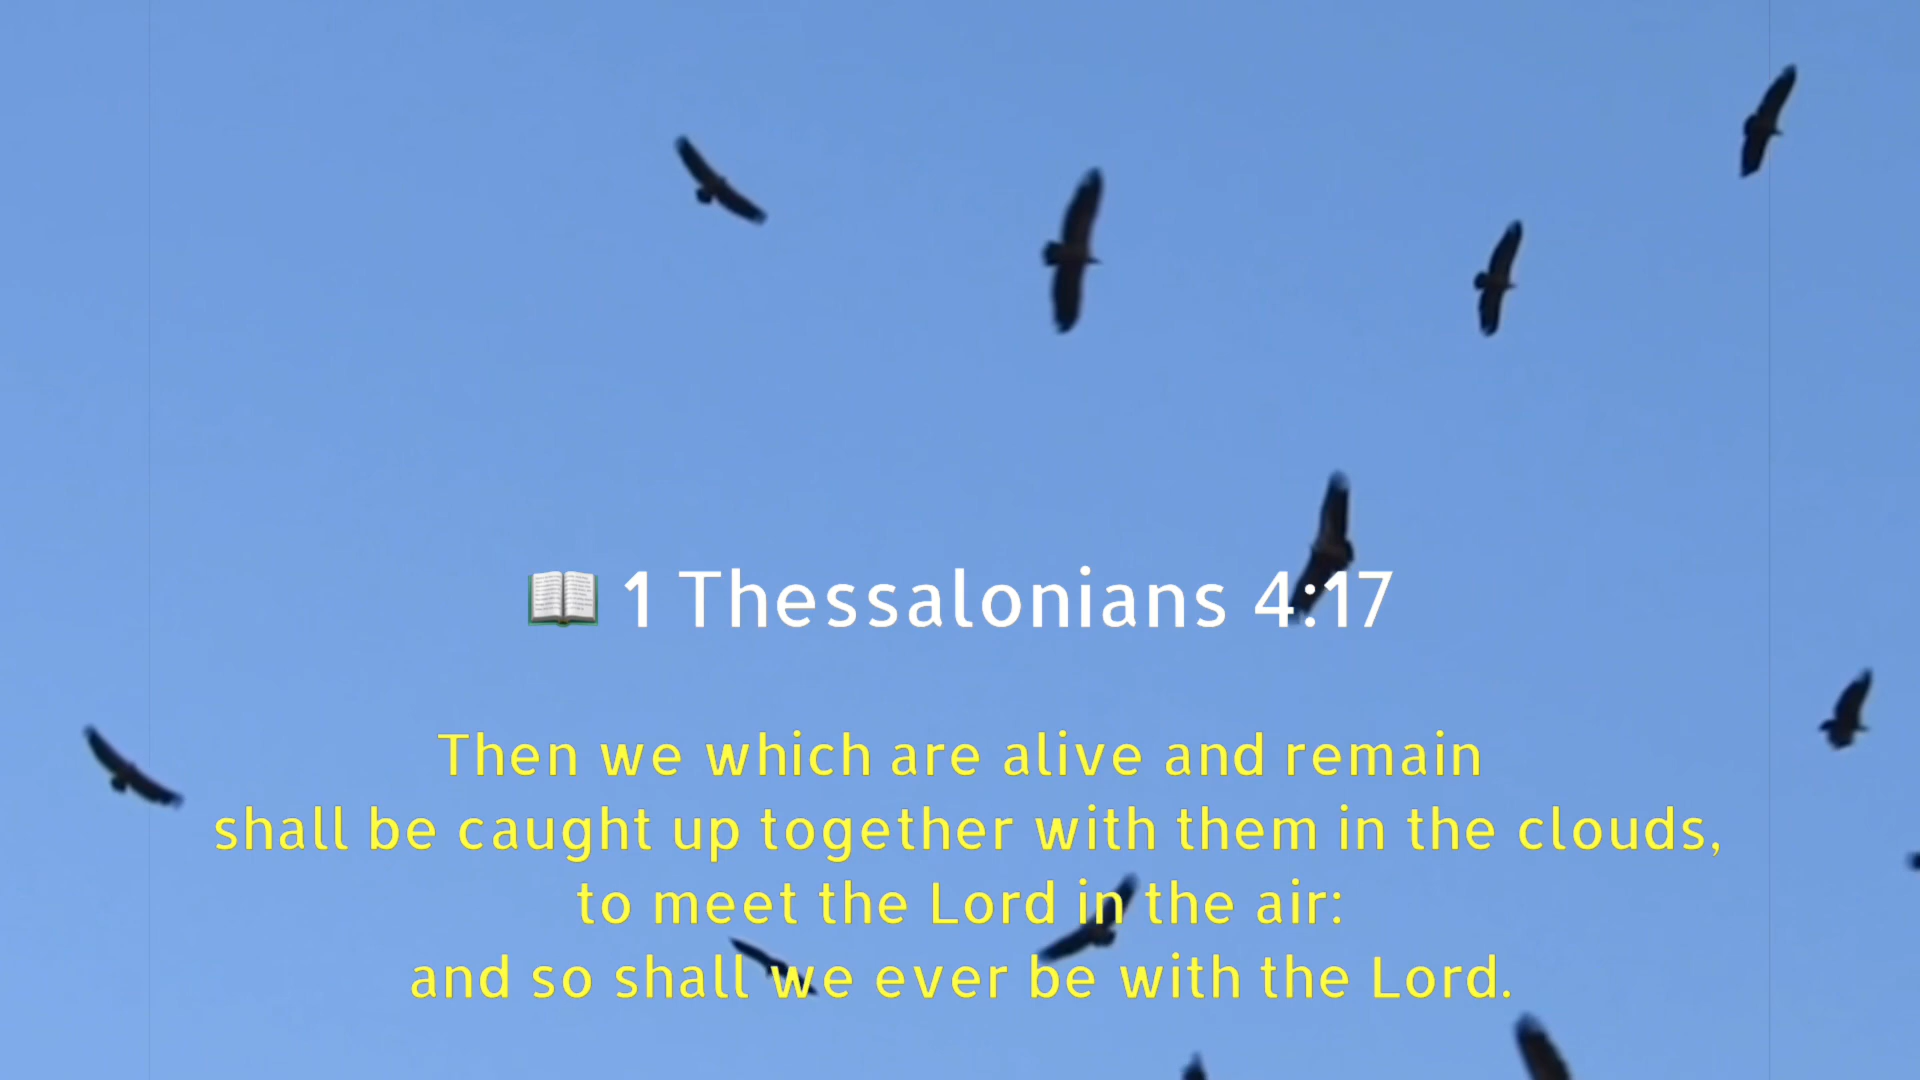 📖 1 Thessalonians 4:17
Then we which are alive and remain
shall be caught up together with them in the clouds,
to meet the Lord in the air:
and so shall we ever be with the Lord.